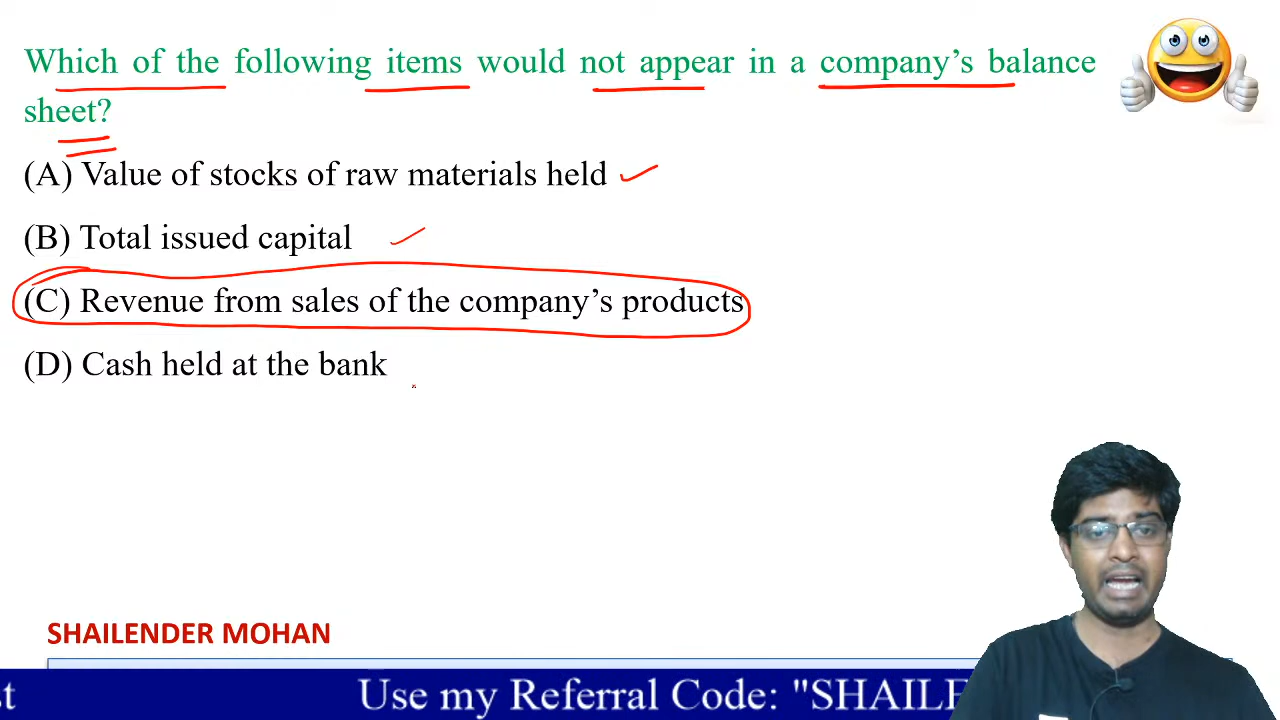 Which of the following items would not appear in a company’s balance
sheet?
(A) Value of stocks of raw materials held
(B) Total issued capital
(C) Revenue from sales of the company’s products
(D) Cash held at the bank
SHAILENDER MOHAN
st Use my Referral Code: "SHAILE